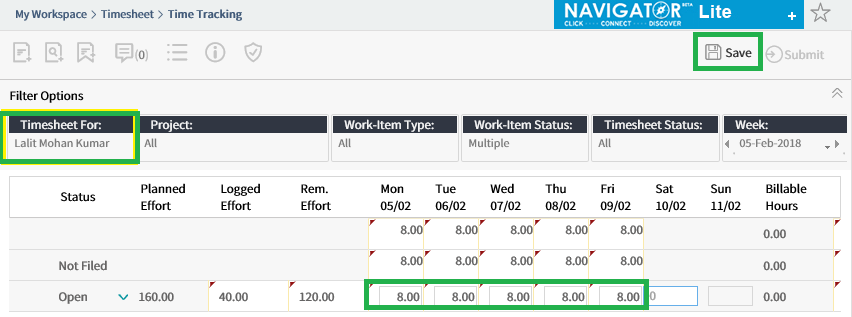 My Workspace > Timesheet > Time Tracking
NAVIGATOR BETA Lite +
CLICK CONNECT DISCOVER
(0) Save Submit
Filter Options
Timesheet For: Project: Work-Item Type: Work-Item Status: Timesheet Status: Week:
Lalit Mohan Kumar All All Multiple All 05-Feb-2018
Status Planned Effort Logged Effort Rem. Effort Mon 05/02 Tue 06/02 Wed 07/02 Thu 08/02 Fri 09/02 Sat 10/02 Sun 11/02 Billable Hours
8.00 8.00 8.00 8.00 8.00 0.00
Not Filed 8.00 8.00 8.00 8.00 8.00 0.00
Open 160.00 40.00 120.00 8.00 8.00 8.00 8.00 8.00 0 0.00